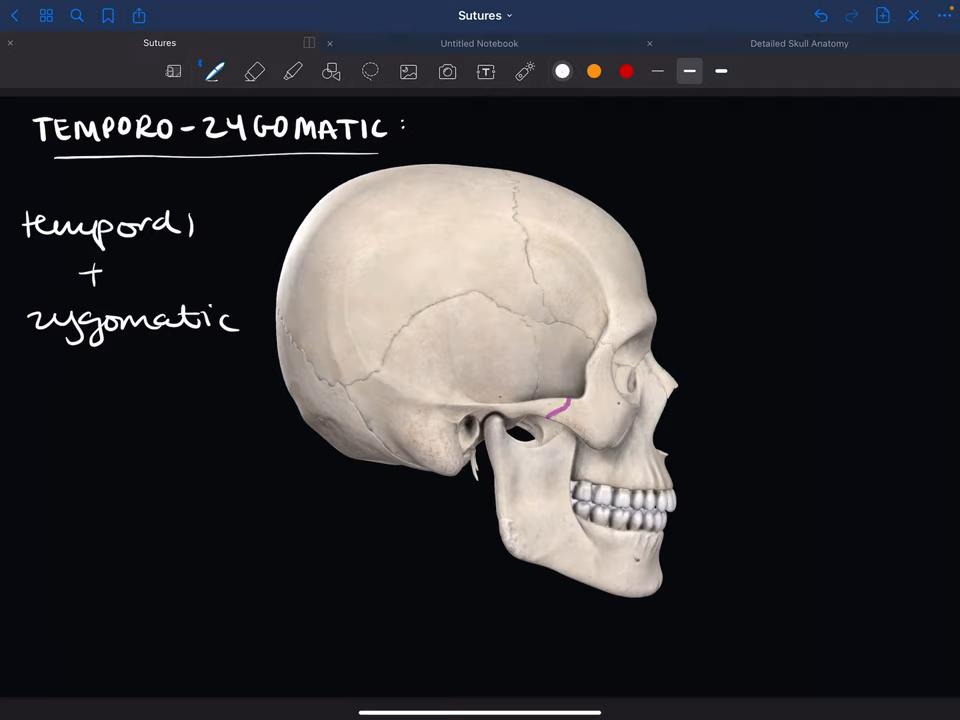 Sutures
Sutures
Untitled Notebook
Detailed Skull Anatomy
TEMPORO-ZYGOMATIC:
temporal
+
zygomatic